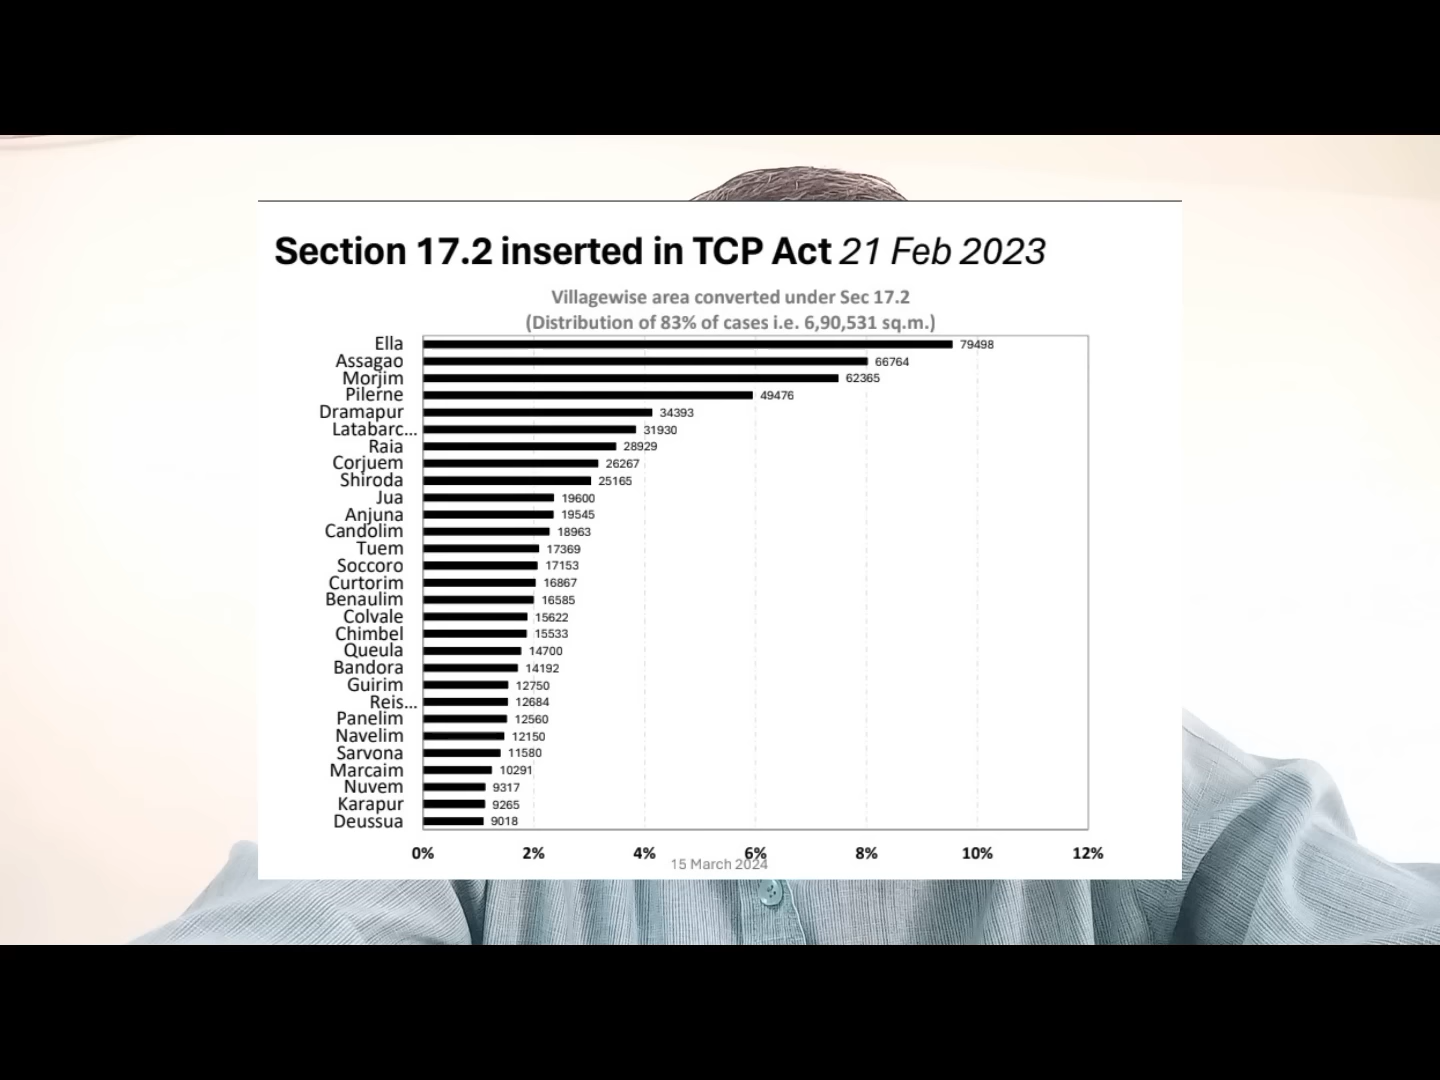 Section 17.2 inserted in TCP Act 21 Feb 2023
Villagewise area converted under Sec 17.2
(Distribution of 83% of cases i.e. 6,90,531 sq.m.)
Ella 79498
Assagao 66764
Morjim 62365
Pilerne 49476
Dramapur 34393
Latabarc... 31930
Raia 28929
Corjuem 26267
Shiroda 25165
Jua 19600
Anjuna 19545
Candolim 18963
Tuem 17369
Soccoro 17153
Curtorim 16867
Benaulim 16585
Colvale 15622
Chimbel 15533
Queula 14700
Bandora 14192
Guirim 12750
Reis... 12684
Panelim 12560
Navelim 12150
Sarvona 11580
Marcaim 10291
Nuvem 9317
Karapur 9265
Deussua 9018
0% 2% 4% 6% 8% 10% 12%
15 March 2024